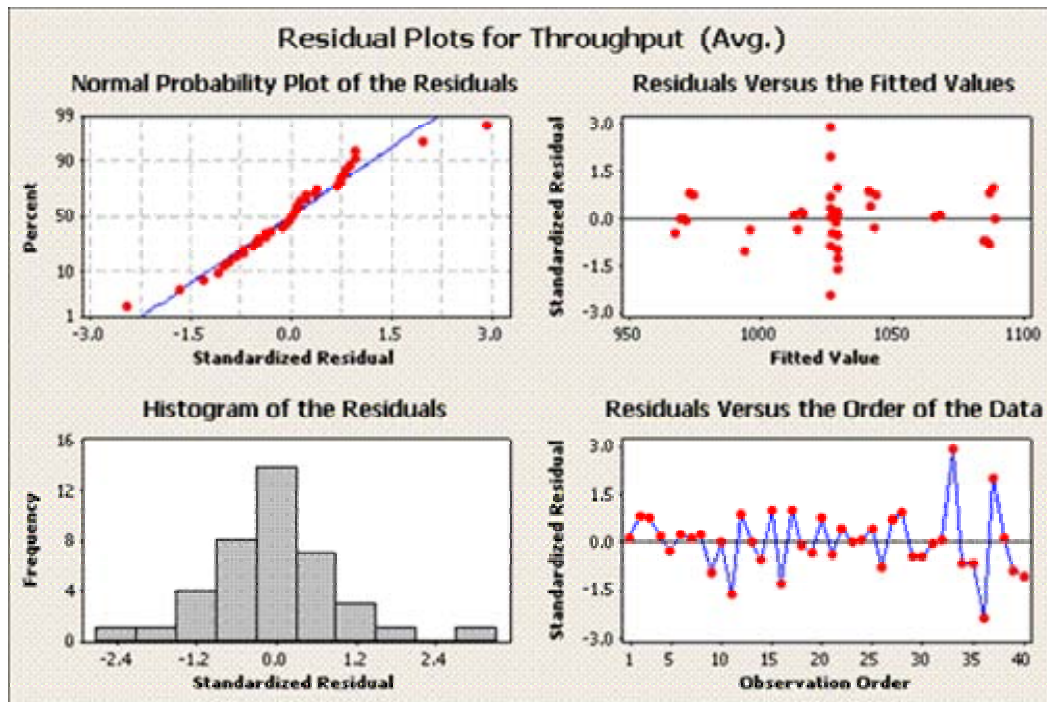 Residual Plots for Throughput (Avg.)
Normal Probability Plot of the Residuals
99
90
50
10
1
Percent
-3.0 -1.5 0.0 1.5 3.0
Standardized Residual
Residuals Versus the Fitted Values
3.0
1.5
0.0
-1.5
-3.0
Standardized Residual
950 1000 1050 1100
Fitted Value
Histogram of the Residuals
16
12
8
4
0
Frequency
-2.4 -1.2 0.0 1.2 2.4
Standardized Residual
Residuals Versus the Order of the Data
3.0
1.5
0.0
-1.5
-3.0
Standardized Residual
1 5 10 15 20 25 30 35 40
Observation Order